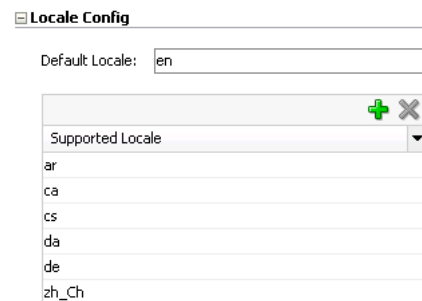 Locale Config
Default Locale: en
Supported Locale
ar
ca
cs
da
de
zh_Ch